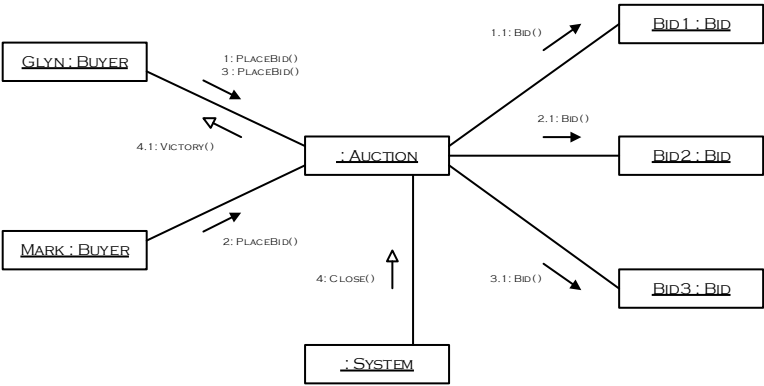 1.1: Bid()
Bid1 : Bid
Glyn : Buyer
1: PlaceBid()
3 : PlaceBid()
2.1: Bid()
4.1: Victory()
: Auction
Bid2 : Bid
Mark : Buyer
2: PlaceBid()
4: Close()
3.1: Bid()
Bid3 : Bid
: System